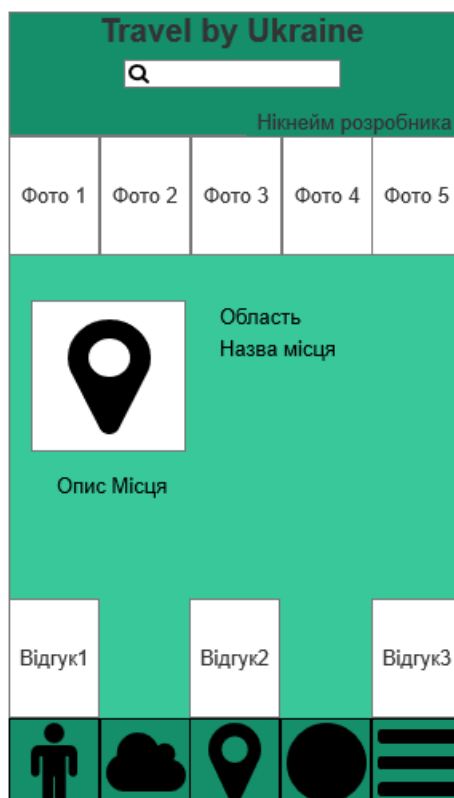 Travel by Ukraine
Нікнейм розробника
Фото 1 Фото 2 Фото 3 Фото 4 Фото 5
Область
Назва місця
Опис Місця
Відгук1 Відгук2 Відгук3